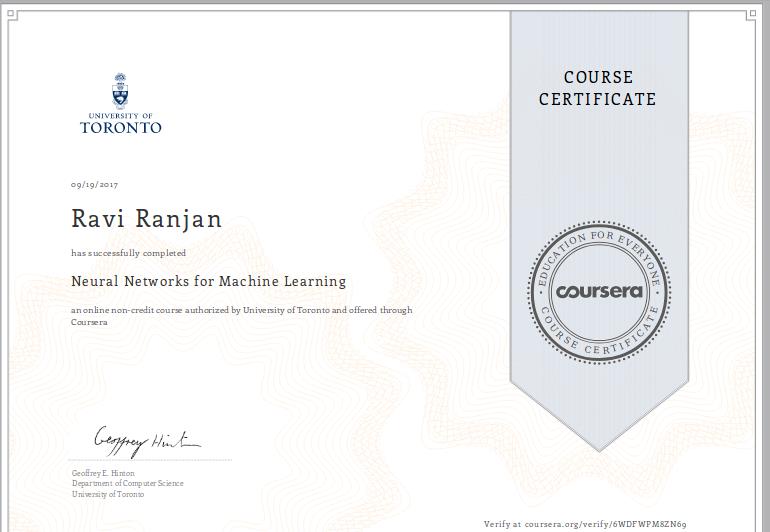 COURSE
CERTIFICATE
UNIVERSITY OF
TORONTO
09/19/2017
Ravi Ranjan
has successfully completed
Neural Networks for Machine Learning
an online non-credit course authorized by University of Toronto and offered through
Coursera
EDUCATION FOR EVERYONE
coursera
COURSE CERTIFICATE
Geoffrey Hinton
Geoffrey E. Hinton
Department of Computer Science
University of Toronto
Verify at coursera.org/verify/6WDFWPM8ZN69